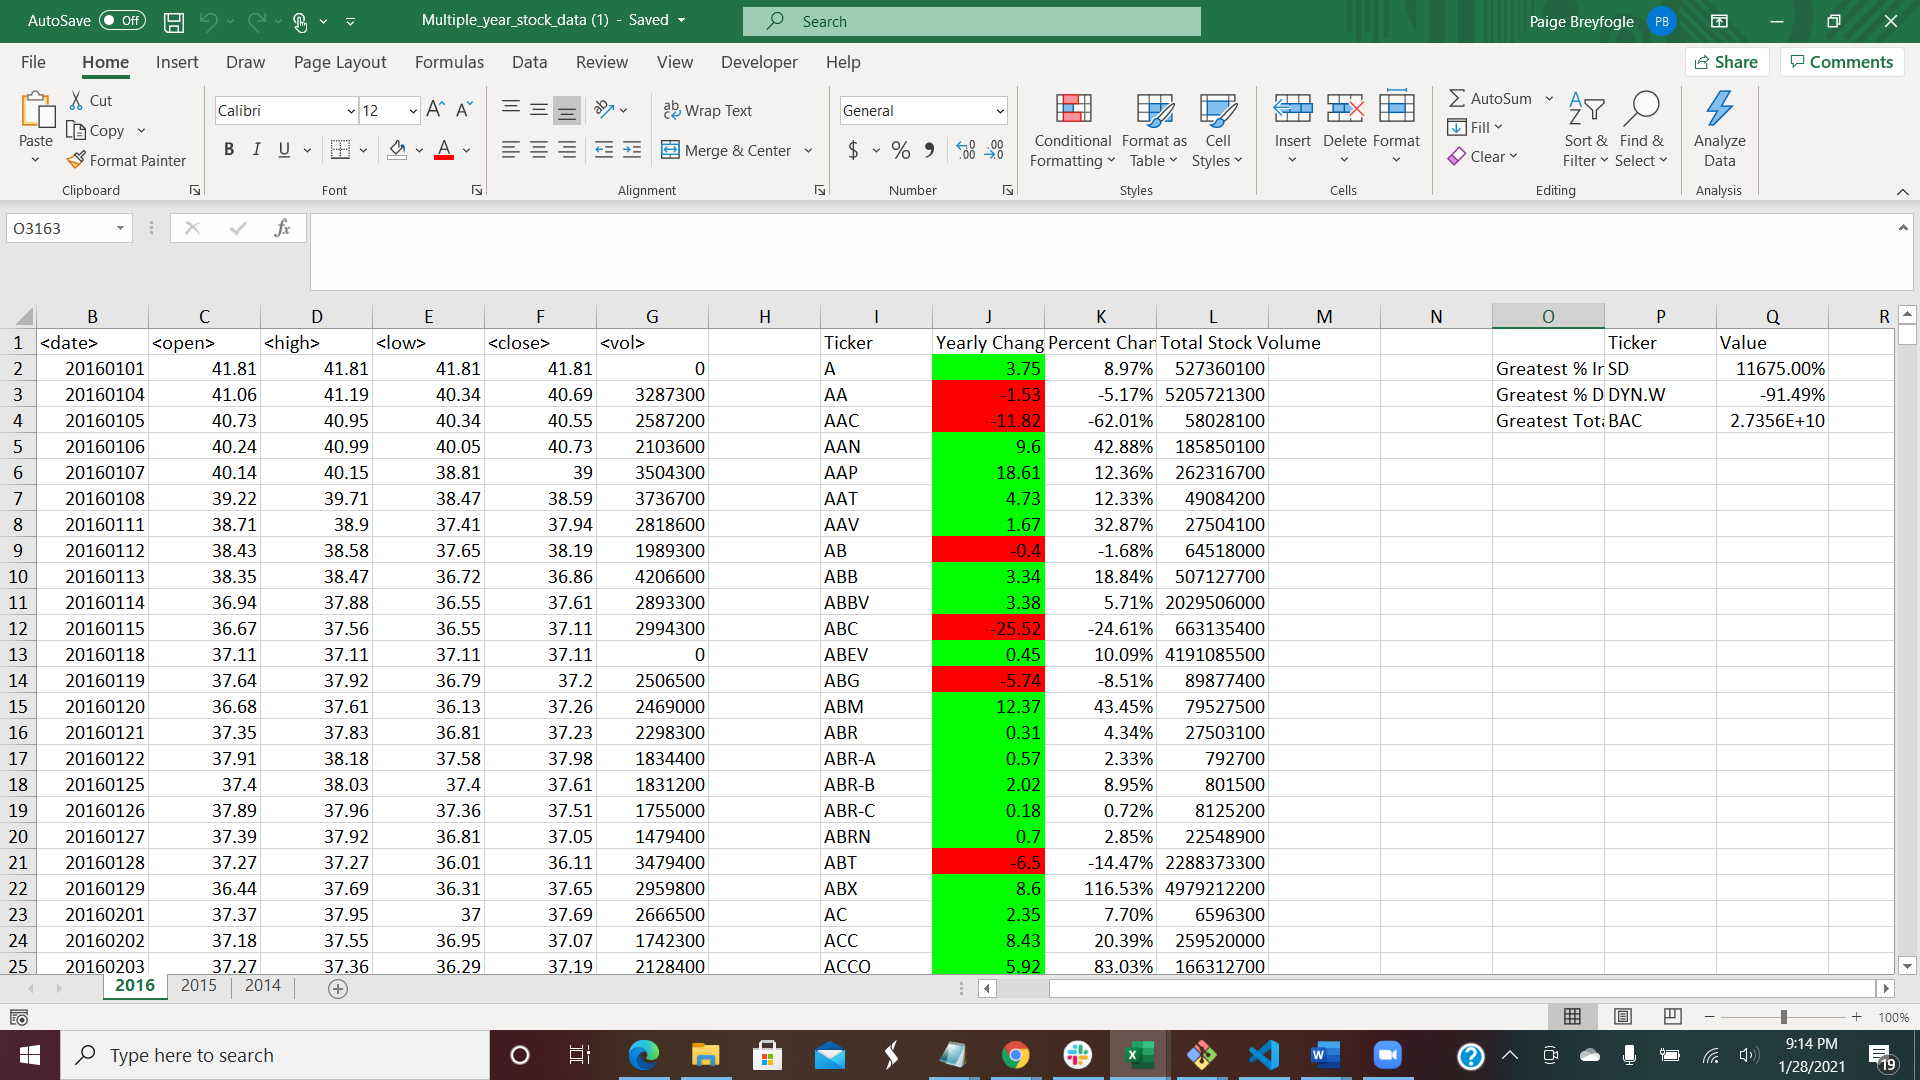 AutoSave Off Multiple_year_stock_data (1) - Saved Search Paige Breyfogle PB
File Home Insert Draw Page Layout Formulas Data Review View Developer Help Share Comments
Paste Cut Copy Format Painter Clipboard
Calibri 12 B I U A Font
Wrap Text Merge & Center Alignment
General $ % Number
Conditional Formatting Format as Table Cell Styles Styles
Insert Delete Format Cells
AutoSum Fill Clear Sort & Filter Find & Select Editing
Analyze Data Analysis
O3163 fx
B C D E F G H I J K L M N O P Q R
1 <date> <open> <high> <low> <close> <vol> Ticker Yearly Chang Percent Chan Total Stock Volume Ticker Value
2 20160101 41.81 41.81 41.81 41.81 0 A 3.75 8.97% 527360100 Greatest % In SD 11675.00%
3 20160104 41.06 41.19 40.34 40.69 3287300 AA -1.53 -5.17% 5205721300 Greatest % D DYN.W -91.49%
4 20160105 40.73 40.95 40.34 40.55 2587200 AAC -11.82 -62.01% 58028100 Greatest Tota BAC 2.7356E+10
5 20160106 40.24 40.99 40.05 40.73 2103600 AAN 9.6 42.88% 185850100
6 20160107 40.14 40.15 38.81 39 3504300 AAP 18.61 12.36% 262316700
7 20160108 39.22 39.71 38.47 38.59 3736700 AAT 4.73 12.33% 49084200
8 20160111 38.71 38.9 37.41 37.94 2818600 AAV 1.67 32.87% 27504100
9 20160112 38.43 38.58 37.65 38.19 1989300 AB -0.4 -1.68% 64518000
10 20160113 38.35 38.47 36.72 36.86 4206600 ABB 3.34 18.84% 507127700
11 20160114 36.94 37.88 36.55 37.61 2893300 ABBV 3.38 5.71% 2029506000
12 20160115 36.67 37.56 36.55 37.11 2994300 ABC -25.52 -24.61% 663135400
13 20160118 37.11 37.11 37.11 37.11 0 ABEV 0.45 10.09% 4191085500
14 20160119 37.64 37.92 36.79 37.2 2506500 ABG -5.74 -8.51% 89877400
15 20160120 36.68 37.61 36.13 37.26 2469000 ABM 12.37 43.45% 79527500
16 20160121 37.35 37.83 36.81 37.23 2298300 ABR 0.31 4.34% 27503100
17 20160122 37.91 38.18 37.58 37.98 1834400 ABR-A 0.57 2.33% 792700
18 20160125 37.4 38.03 37.4 37.61 1831200 ABR-B 2.02 8.95% 801500
19 20160126 37.89 37.96 37.36 37.51 1755000 ABR-C 0.18 0.72% 8125200
20 20160127 37.39 37.92 36.81 37.05 1479400 ABRN 0.7 2.85% 22548900
21 20160128 37.27 37.27 36.01 36.11 3479400 ABT -6.5 -14.47% 2288373300
22 20160129 36.44 37.69 36.31 37.65 2959800 ABX 8.6 116.53% 4979212200
23 20160201 37.37 37.95 37 37.69 2666500 AC 2.35 7.70% 6596300
24 20160202 37.18 37.55 36.95 37.07 1742300 ACC 8.43 20.39% 259520000
25 20160203 37.27 37.36 36.29 37.19 2128400 ACCO 5.92 83.03% 166312700
2016 2015 2014
100%
Type here to search
9:14 PM
1/28/2021
19